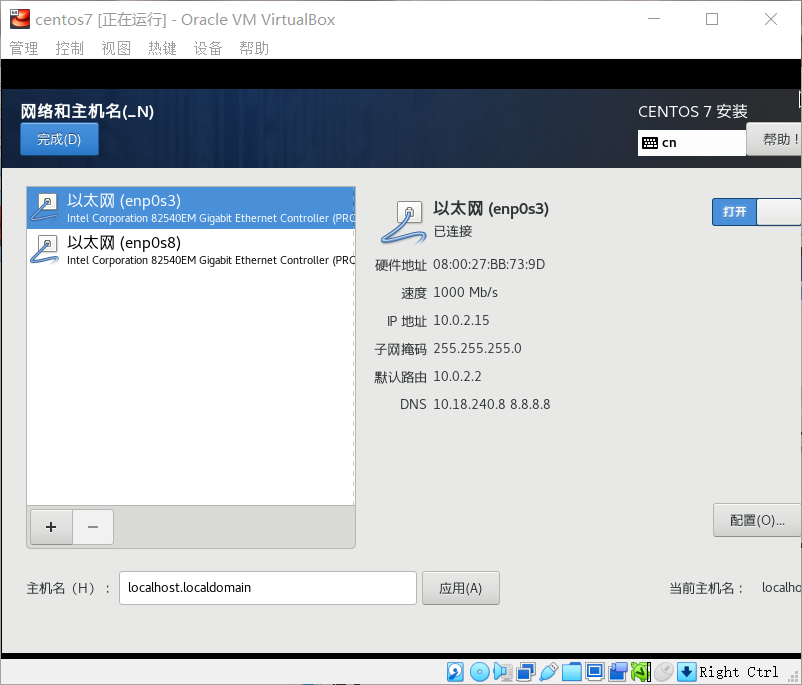 centos7 [正在运行] - Oracle VM VirtualBox
管理 控制 视图 热键 设备 帮助
网络和主机名(_N)
CENTOS 7 安装
完成(D)
cn
帮助！
以太网 (enp0s3)
Intel Corporation 82540EM Gigabit Ethernet Controller (PRO
以太网 (enp0s8)
Intel Corporation 82540EM Gigabit Ethernet Controller (PRO
以太网 (enp0s3)
已连接
打开
硬件地址 08:00:27:BB:73:9D
速度 1000 Mb/s
IP 地址 10.0.2.15
子网掩码 255.255.255.0
默认路由 10.0.2.2
DNS 10.18.240.8 8.8.8.8
+ −
配置(O)...
主机名（H）： localhost.localdomain 应用(A) 当前主机名： localho
Right Ctrl